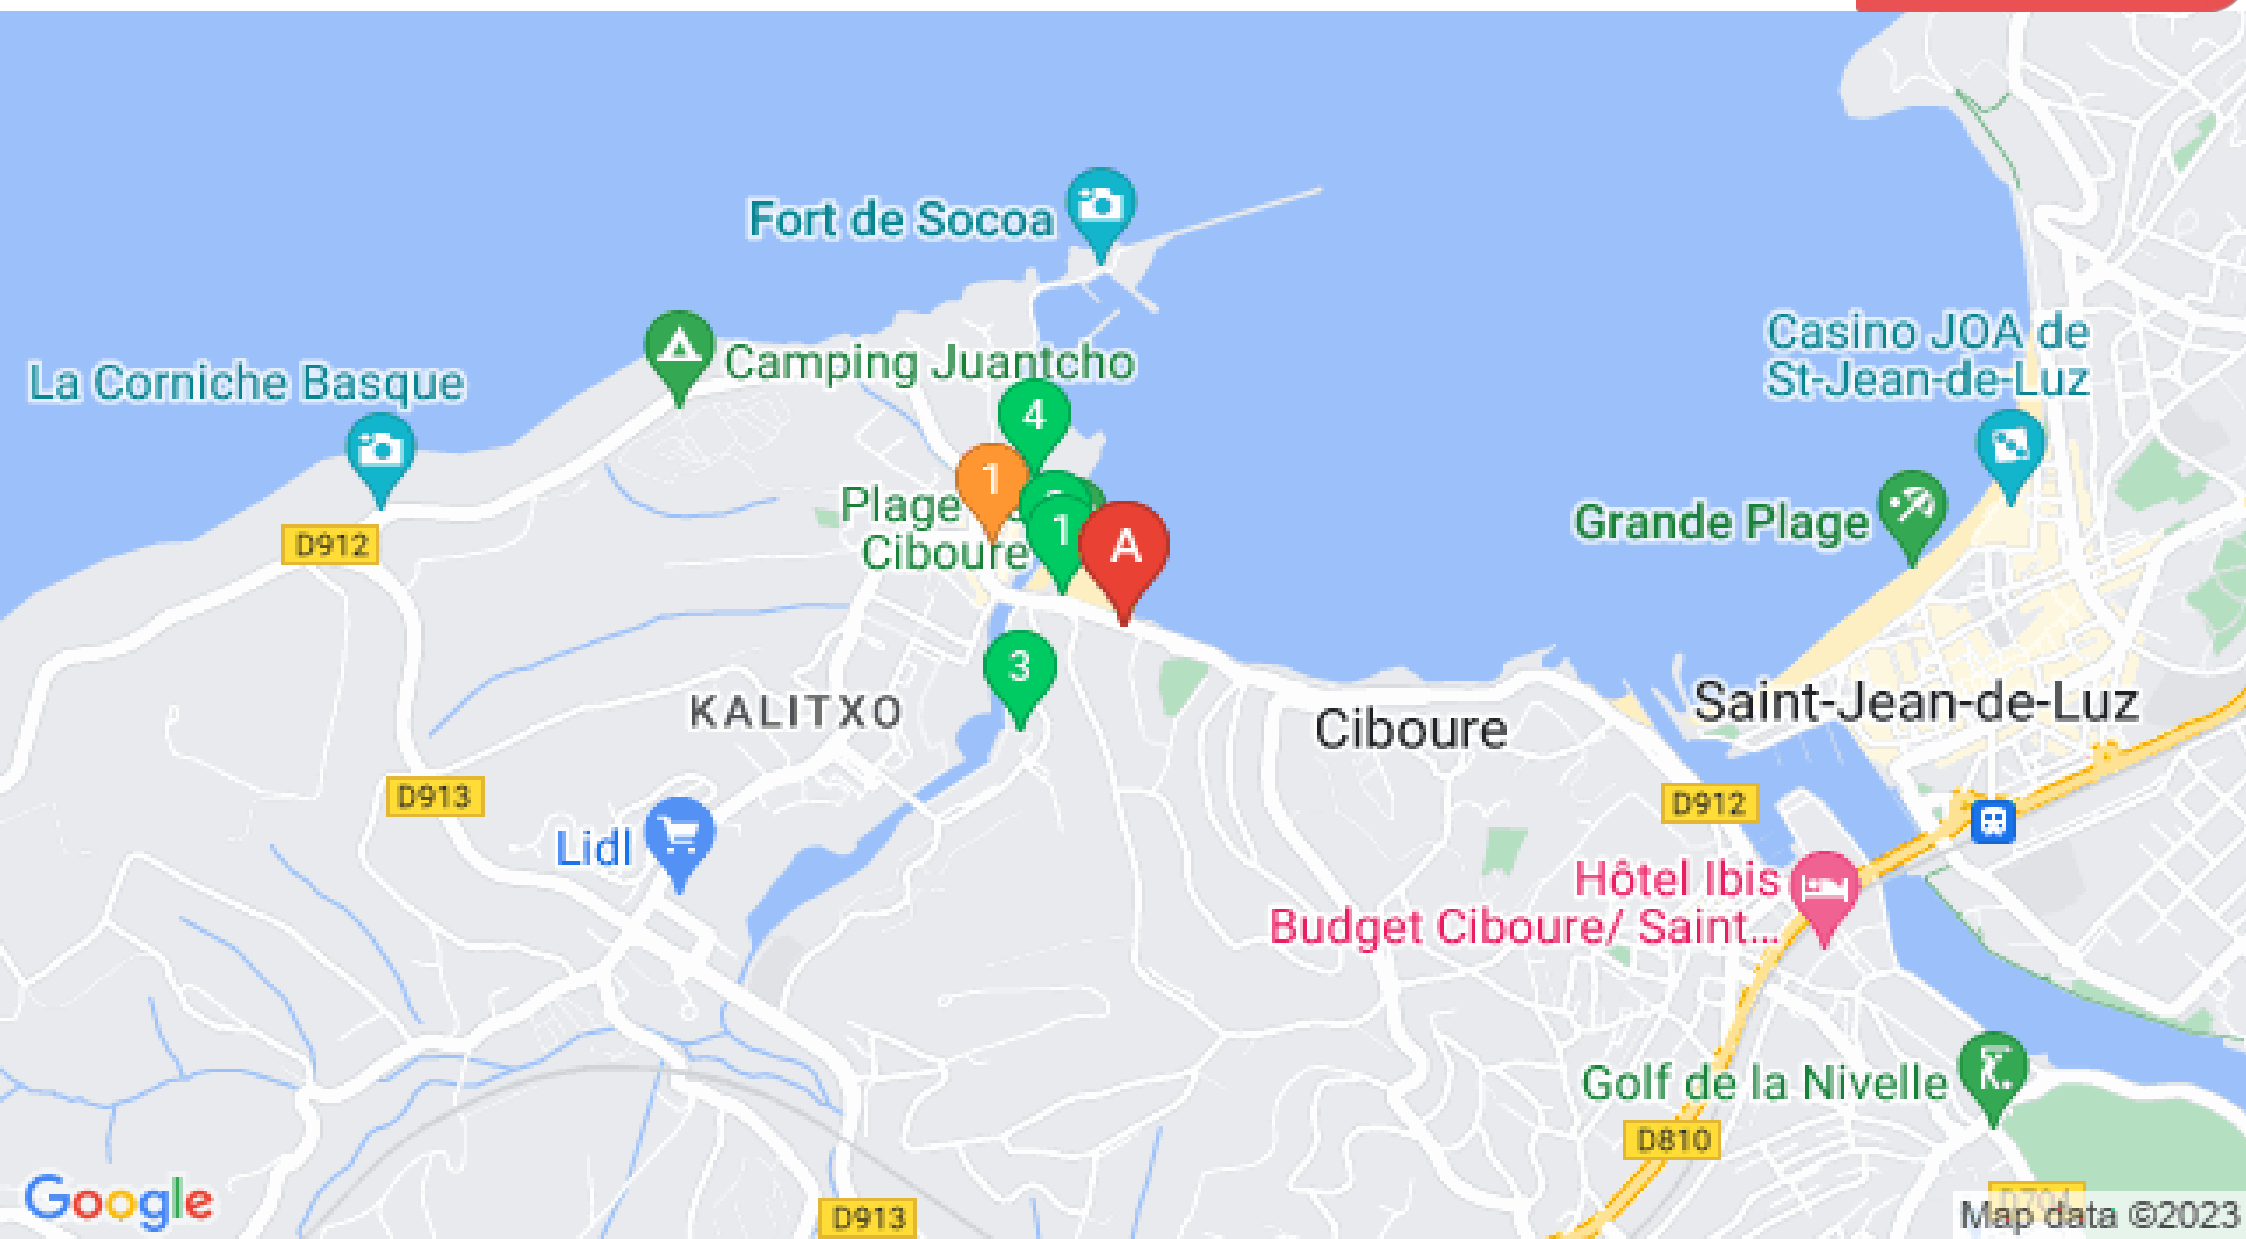 Fort de Socoa
Camping Juantcho
La Corniche Basque
Casino JOA de
St-Jean-de-Luz
4
1
Plage
Ciboure
1
A
Grande Plage
D912
3
KALITXO
Ciboure
Saint-Jean-de-Luz
D913
D912
Lidl
Hôtel Ibis
Budget Ciboure/ Saint...
Golf de la Nivelle
D810
Google
D913
D704
Map data ©2023